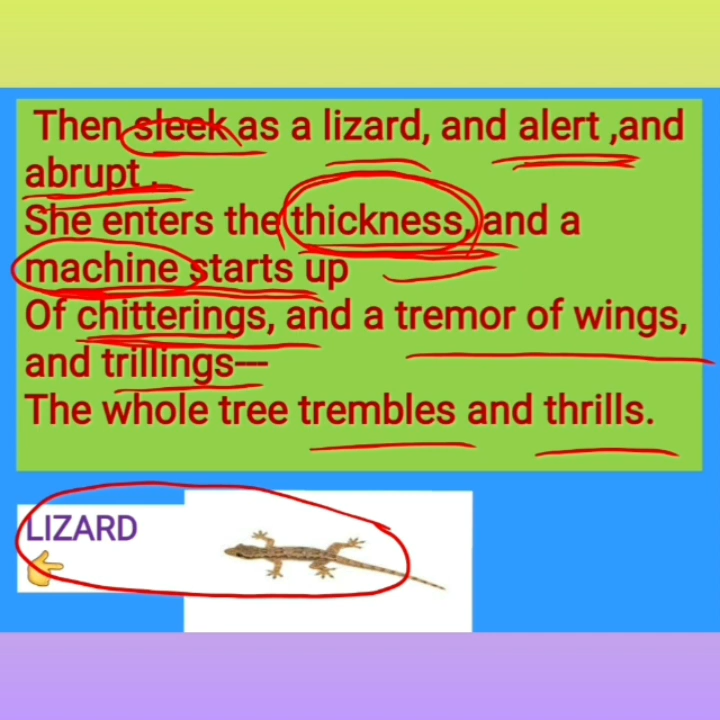 Then sleek as a lizard, and alert ,and
abrupt .
She enters the thickness, and a
machine starts up
Of chitterings, and a tremor of wings,
and trillings---
The whole tree trembles and thrills.
LIZARD